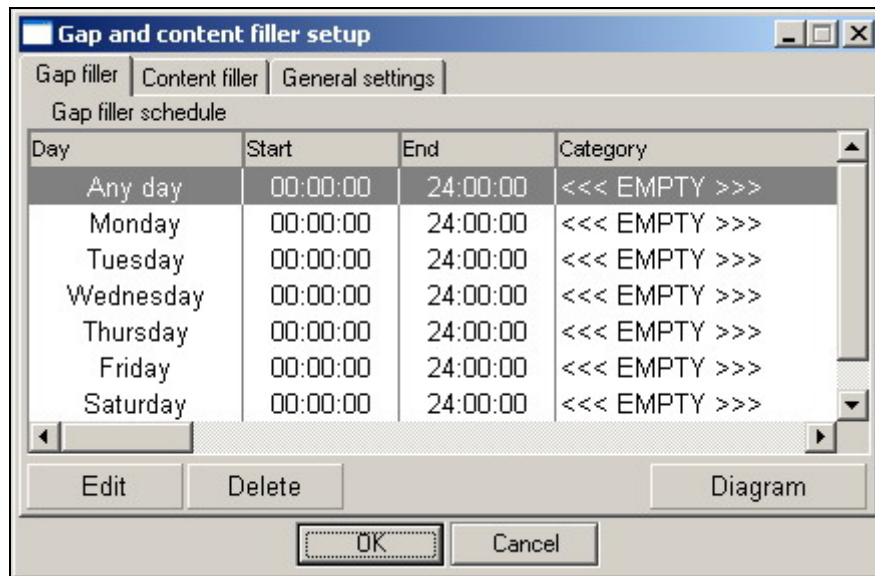 Gap and content filler setup
Gap filler Content filler General settings
Gap filler schedule
Day Start End Category
Any day 00:00:00 24:00:00 <<< EMPTY >>>
Monday 00:00:00 24:00:00 <<< EMPTY >>>
Tuesday 00:00:00 24:00:00 <<< EMPTY >>>
Wednesday 00:00:00 24:00:00 <<< EMPTY >>>
Thursday 00:00:00 24:00:00 <<< EMPTY >>>
Friday 00:00:00 24:00:00 <<< EMPTY >>>
Saturday 00:00:00 24:00:00 <<< EMPTY >>>
Edit Delete Diagram
OK Cancel